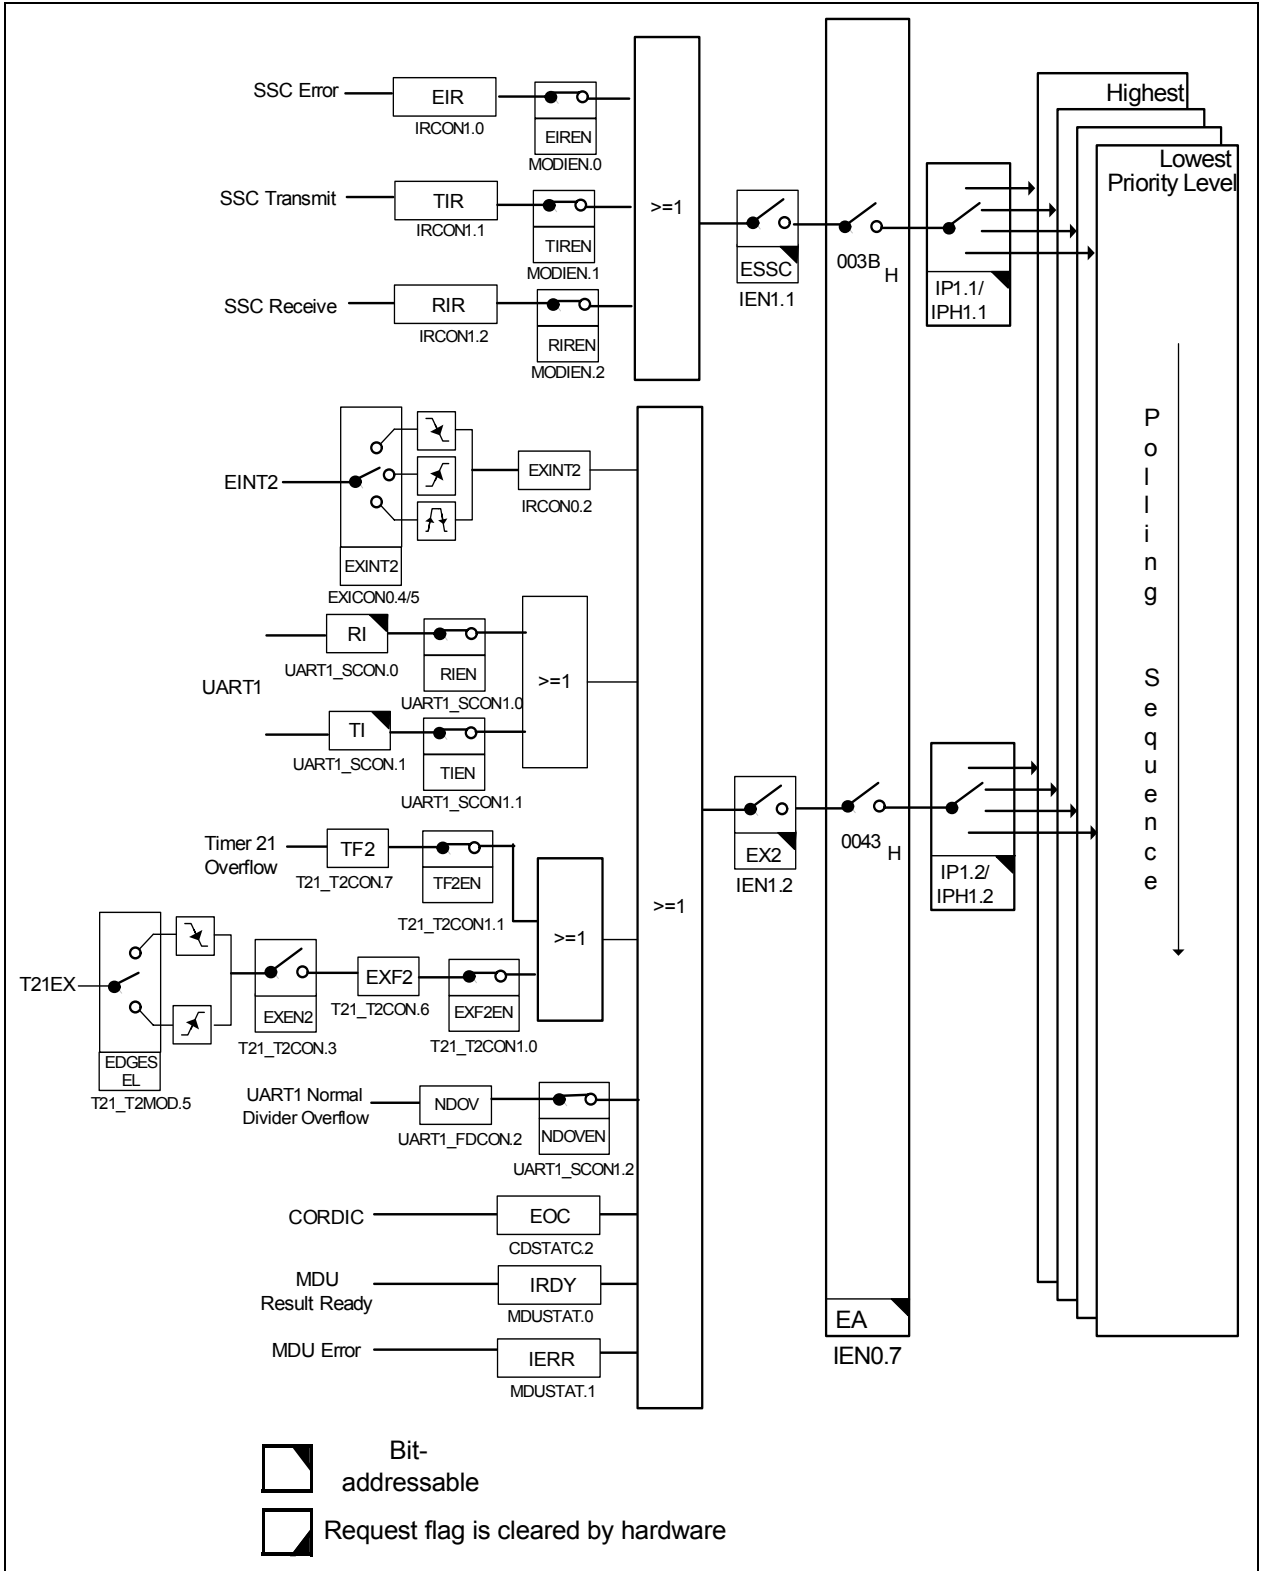 Highest
Lowest
Priority Level
SSC Error
EIR
IRCON1.0
EIREN
MODIEN.0
SSC Transmit
TIR
IRCON1.1
TIREN
MODIEN.1
SSC Receive
RIR
IRCON1.2
RIREN
MODIEN.2
>=1
ESSC
IEN1.1
003B H
IP1.1/
IPH1.1
EINT2
EXINT2
EXICON0.4/5
EXINT2
IRCON0.2
UART1
RI
UART1_SCON.0
RIEN
UART1_SCON1.0
TI
UART1_SCON.1
TIEN
UART1_SCON1.1
>=1
Timer 21
Overflow
TF2
T21_T2CON.7
TF2EN
T21_T2CON1.1
T21EX
EDGES
EL
T21_T2MOD.5
EXEN2
T21_T2CON.3
EXF2
T21_T2CON.6
EXF2EN
T21_T2CON1.0
>=1
UART1 Normal
Divider Overflow
NDOV
UART1_FDCON.2
NDOVEN
UART1_SCON1.2
CORDIC
EOC
CDSTATC.2
MDU
Result Ready
IRDY
MDUSTAT.0
MDU Error
IERR
MDUSTAT.1
>=1
EX2
IEN1.2
0043 H
IP1.2/
IPH1.2
EA
IEN0.7
Polling Sequence
Bit-
addressable
Request flag is cleared by hardware